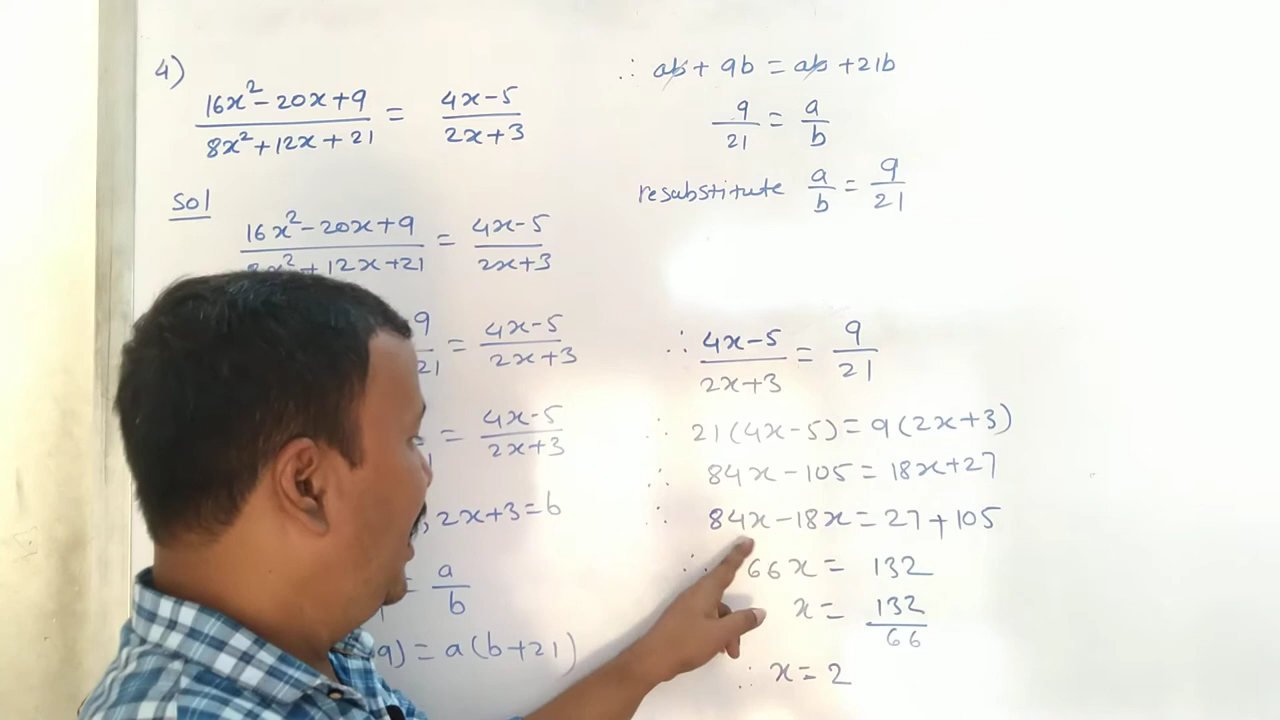 4)
16x²-20x+9 / 8x²+12x+21 = 4x-5 / 2x+3
Sol
16x²-20x+9 / 8x²+12x+21 = 4x-5 / 2x+3
9 / 21 = 4x-5 / 2x+3
= 4x-5 / 2x+3
, 2x+3=b
= a / b
9) = a(b+21)
∴ ab + 9b = ab + 21b
9 / 21 = a / b
resubstitute a / b = 9 / 21
∴ 4x-5 / 2x+3 = 9 / 21
∴ 21(4x-5) = 9(2x+3)
∴ 84x-105 = 18x+27
∴ 84x-18x = 27+105
∴ 66x = 132
x = 132 / 66
∴ x = 2